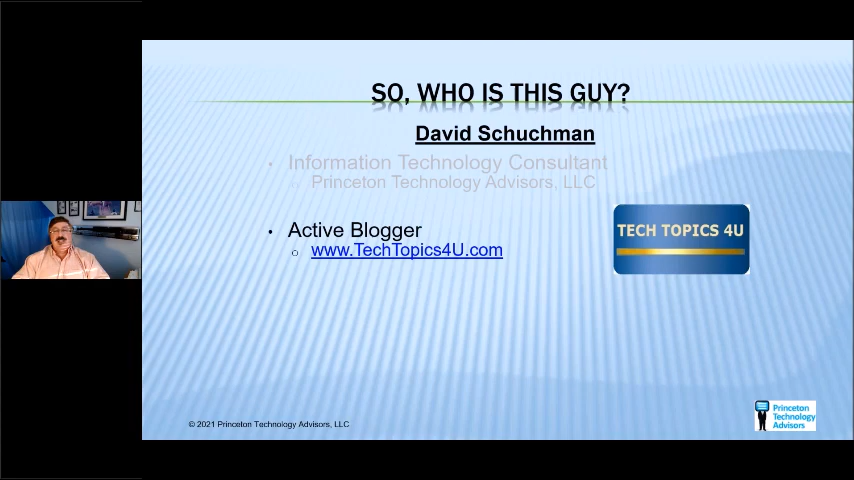 SO, WHO IS THIS GUY?
David Schuchman
• Information Technology Consultant
○ Princeton Technology Advisors, LLC
• Active Blogger
○ www.TechTopics4U.com
TECH TOPICS 4U
© 2021 Princeton Technology Advisors, LLC
Princeton
Technology
Advisors